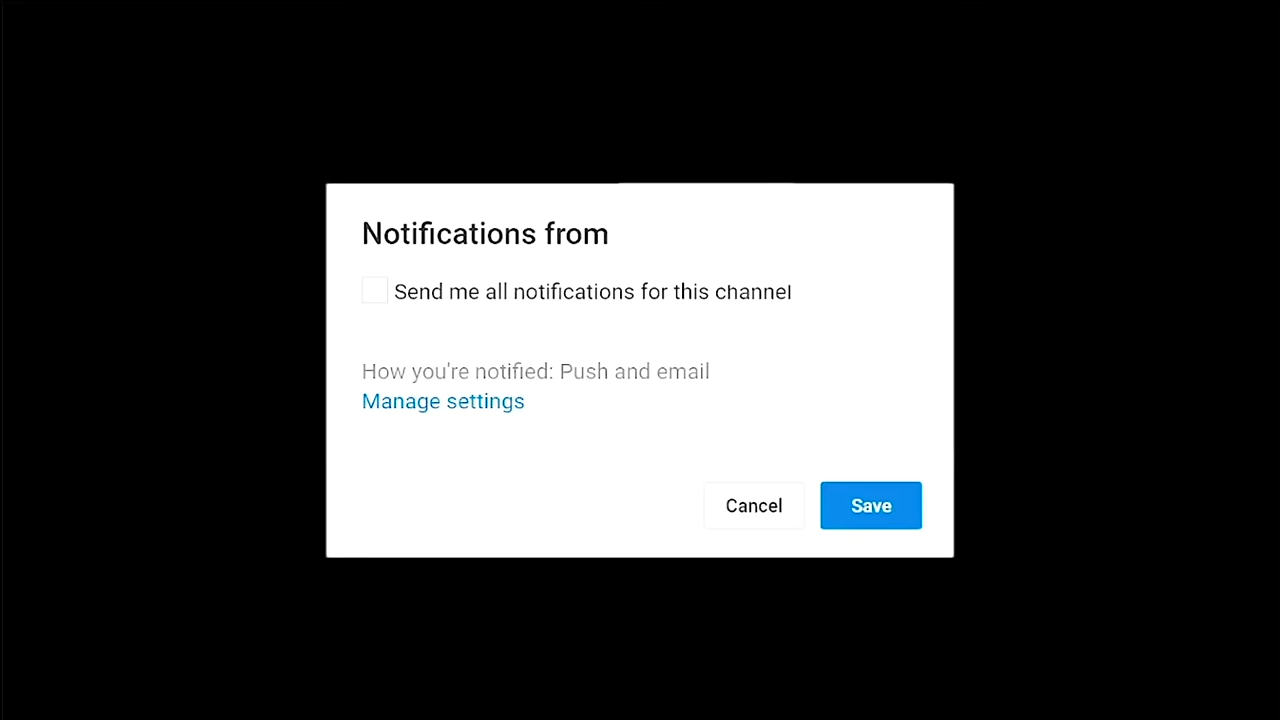 Notifications from
Send me all notifications for this channel
How you're notified: Push and email
Manage settings
Cancel
Save